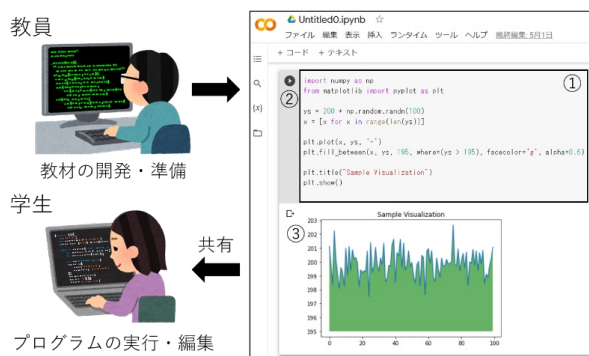 教員
教材の開発・準備
学生
プログラムの実行・編集
共有
Untitled0.ipynb
ファイル 編集 表示 挿入 ランタイム ツール ヘルプ 最終編集: 5月1日
+ コード + テキスト
{x}
①
②
import numpy as np
from matplotlib import pyplot as plt
ys = 200 + np.random.randn(100)
x = [x for x in range(len(ys))]
plt.plot(x, ys, '-')
plt.fill_between(x, ys, 195, where=(ys > 195), facecolor='g', alpha=0.6)
plt.title("Sample Visualization")
plt.show()
③
Sample Visualization
203
202
201
200
199
198
197
196
195
0 20 40 60 80 100